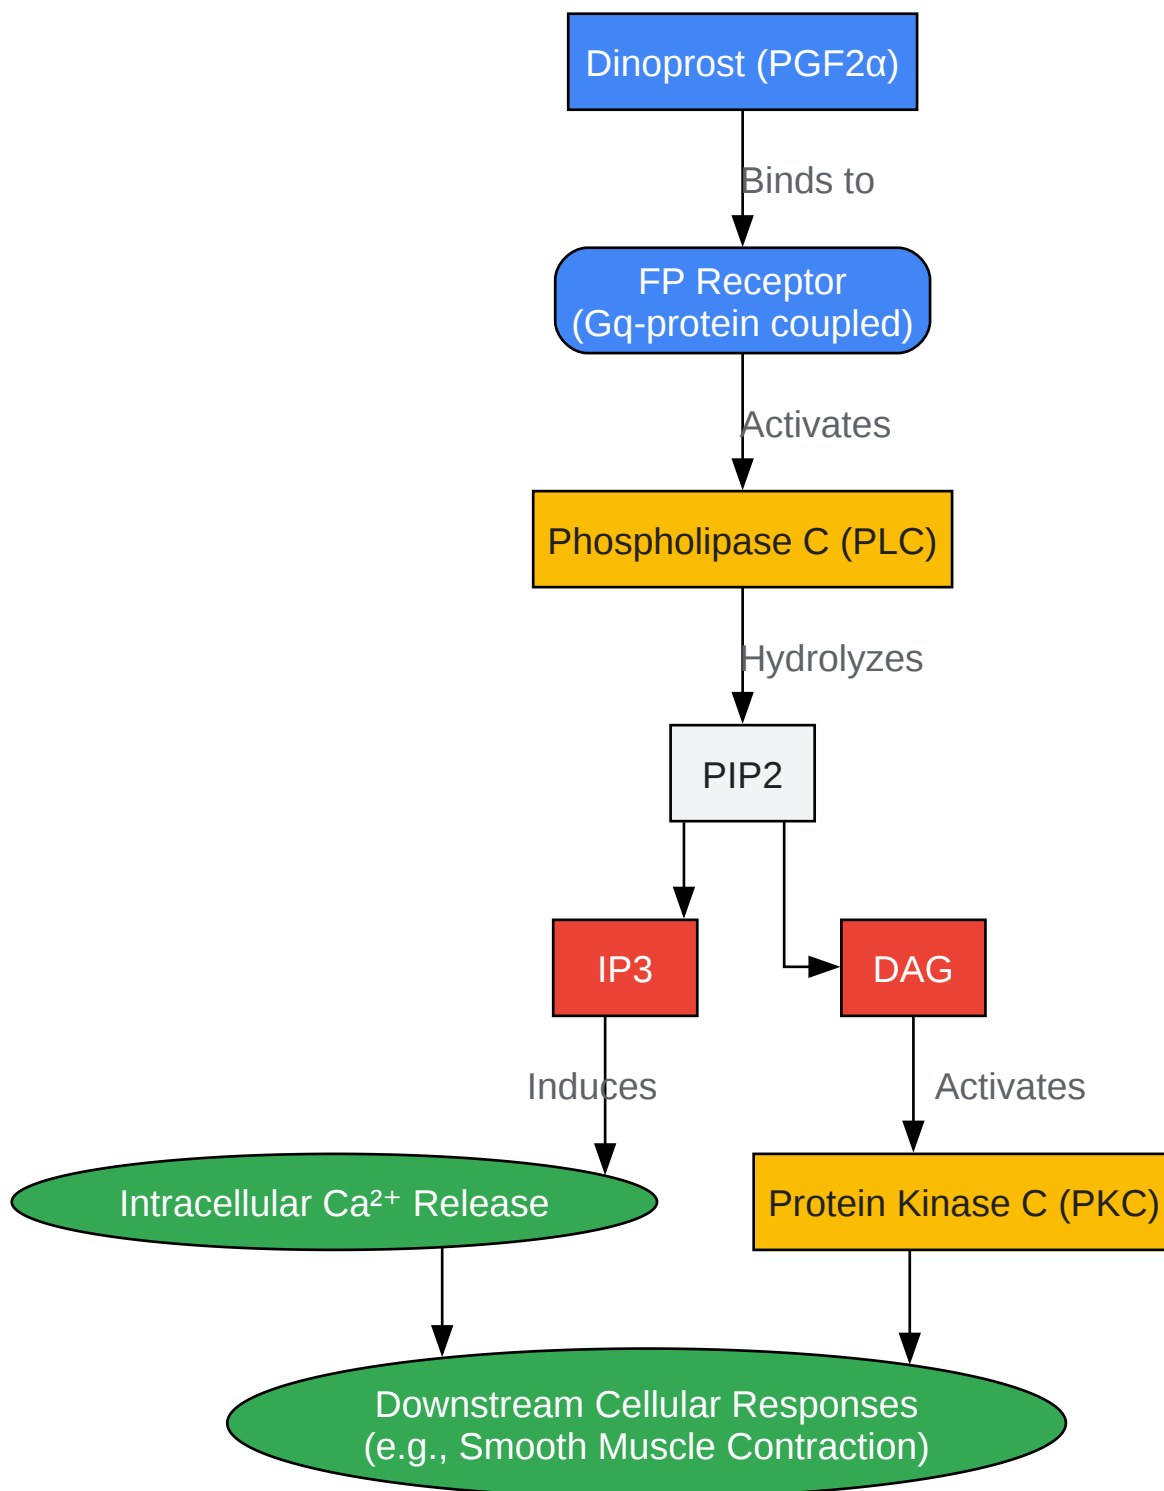 Dinoprost (PGF2α)
Binds to
FP Receptor
(Gq-protein coupled)
Activates
Phospholipase C (PLC)
Hydrolyzes
PIP2
IP3
DAG
Induces
Activates
Intracellular Ca²⁺ Release
Protein Kinase C (PKC)
Downstream Cellular Responses
(e.g., Smooth Muscle Contraction)